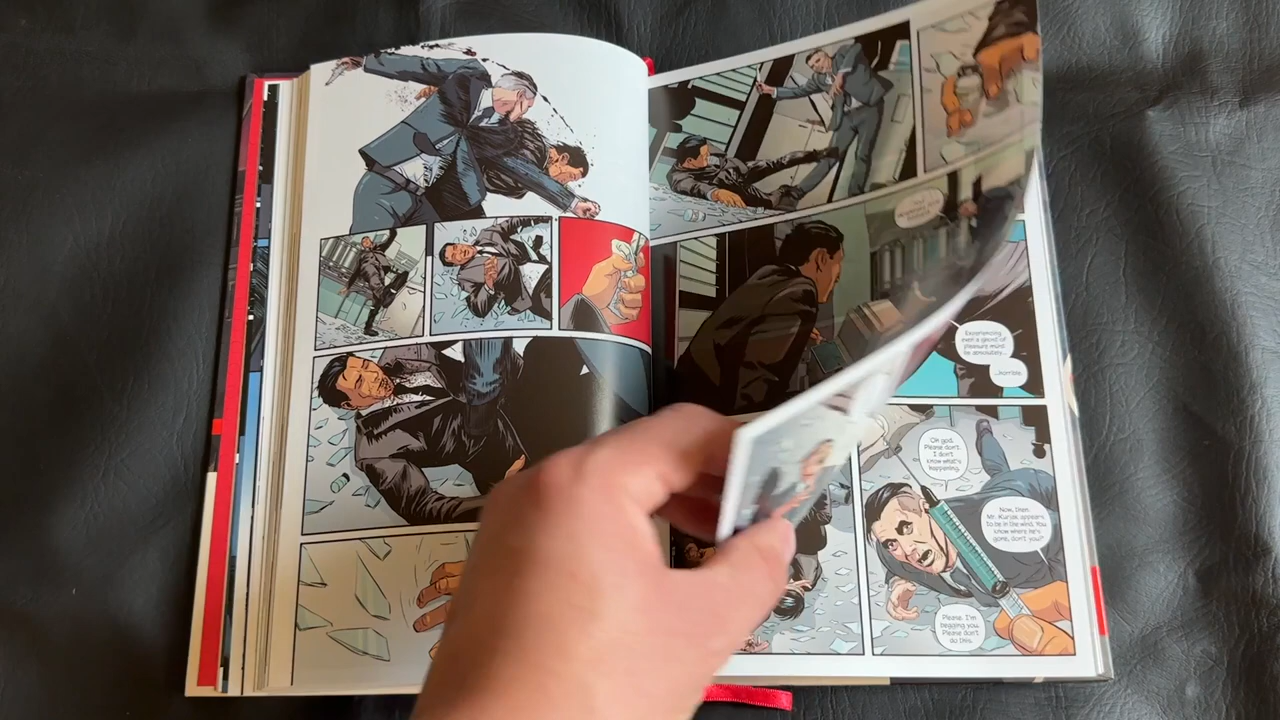 Experiencing
even a grand of
pleasure must
be absolutely...
...horrible.
Oh god.
Please don't.
I don't
know what's
happening.
Now, then.
Mr. Kurize appears
to be in the wind. You
know where he's
gone, don't you?
Please. I'm
begging you.
Please don't
do this.